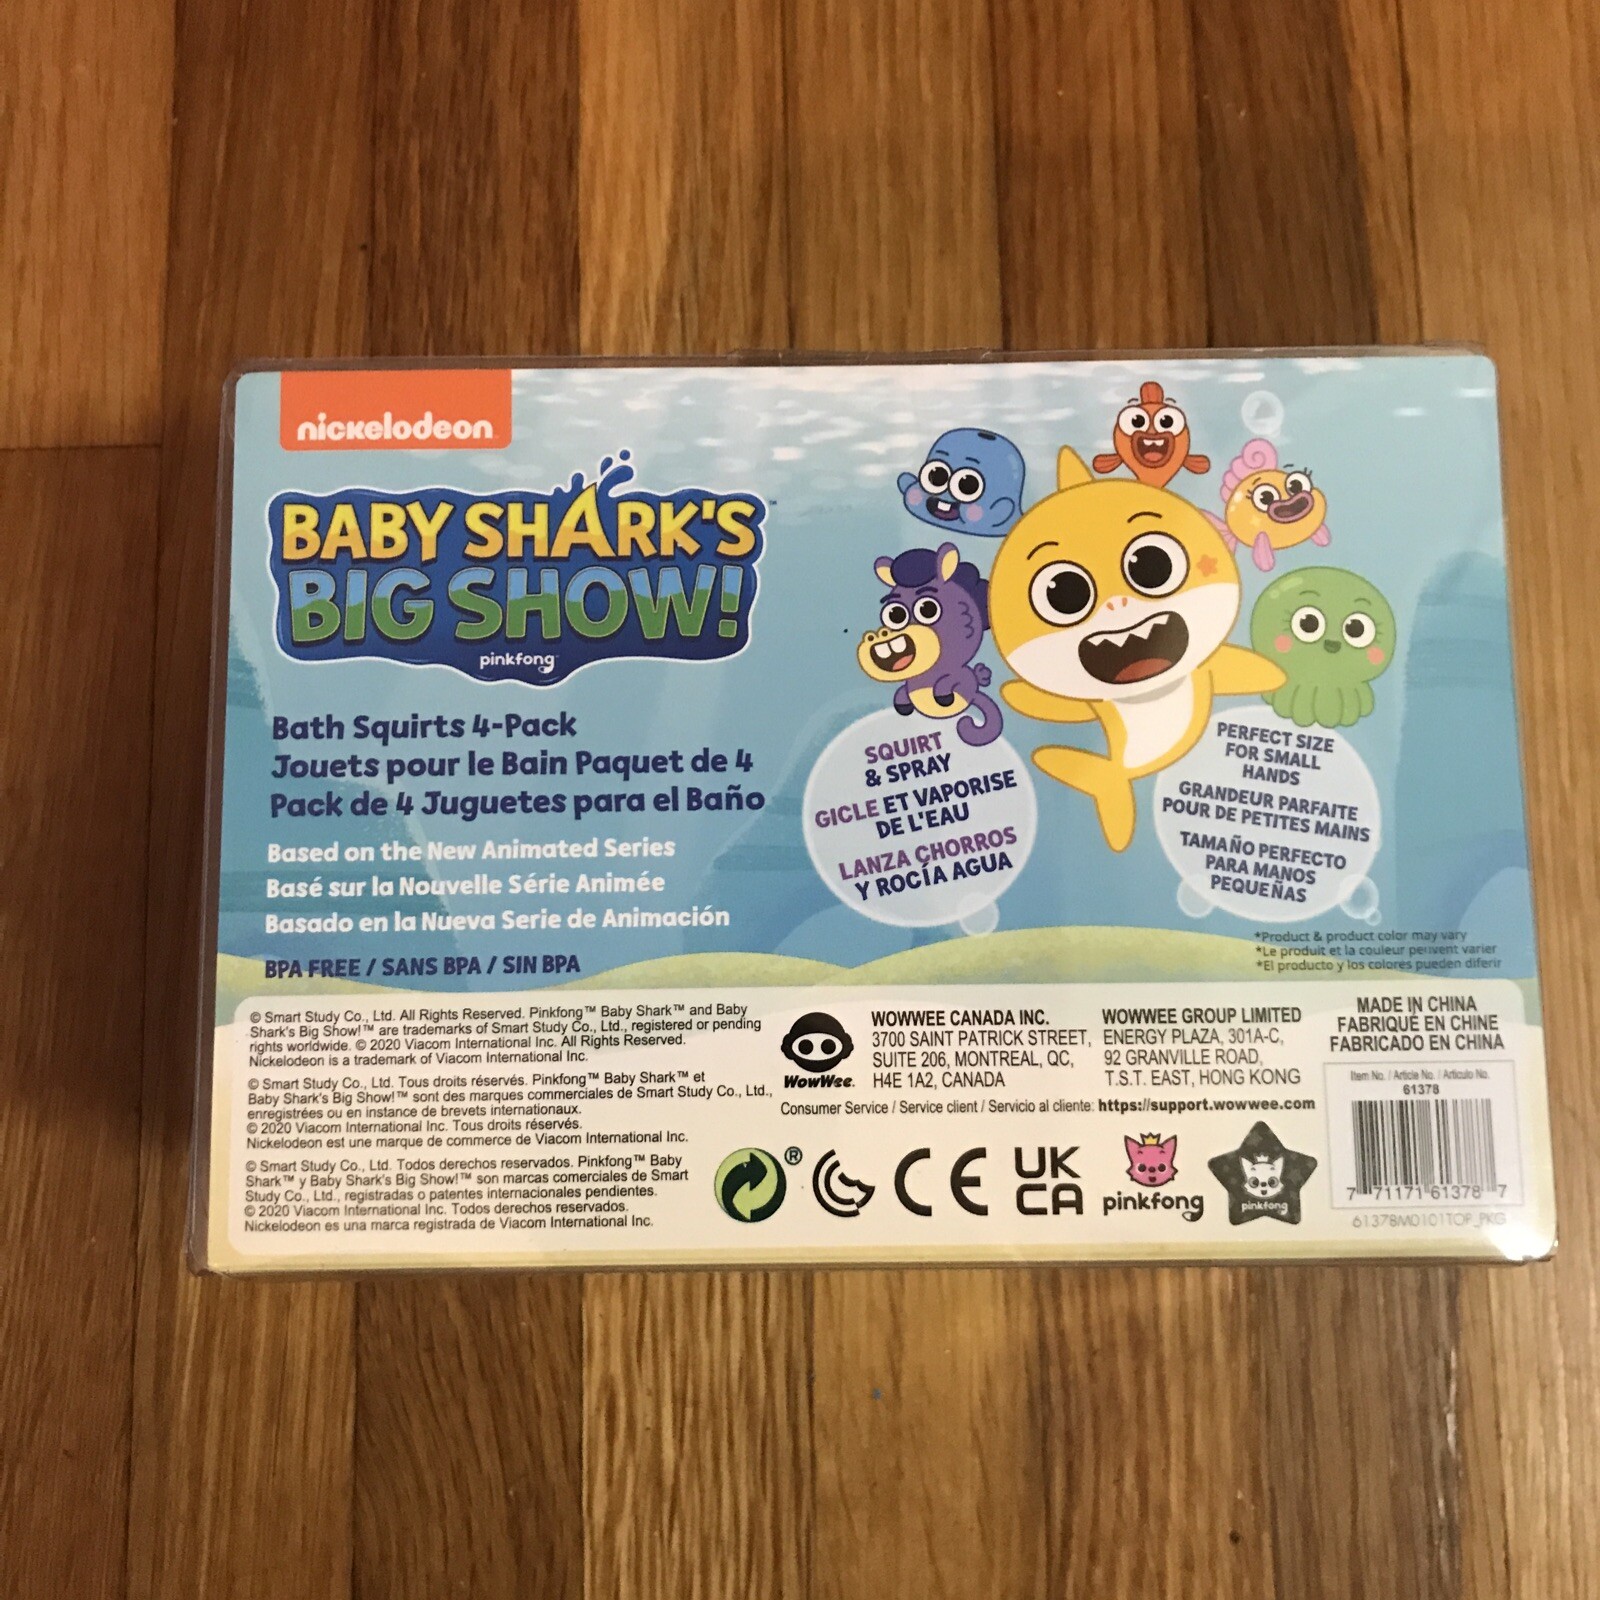 nickelodeon
BABY SHARK'S™
BIG SHOW!
pinkfong
Bath Squirts 4-Pack
Jouets pour le Bain Paquet de 4
Pack de 4 Juguetes para el Baño
Based on the New Animated Series
Basé sur la Nouvelle Série Animée
Basado en la Nueva Serie de Animación
BPA FREE / SANS BPA / SIN BPA
SQUIRT
& SPRAY
GICLE ET VAPORISE
DE L'EAU
LANZA CHORROS
Y ROCÍA AGUA
PERFECT SIZE
FOR SMALL
HANDS
GRANDEUR PARFAITE
POUR DE PETITES MAINS
TAMAÑO PERFECTO
PARA MANOS
PEQUEÑAS
*Product & product color may vary
*Le produit et la couleur peuvent varier
*El producto y los colores pueden diferir
© Smart Study Co., Ltd. All Rights Reserved. Pinkfong™ Baby Shark™ and Baby
Shark's Big Show!™ are trademarks of Smart Study Co., Ltd., registered or pending
rights worldwide. © 2020 Viacom International Inc. All Rights Reserved.
Nickelodeon is a trademark of Viacom International Inc.
© Smart Study Co., Ltd. Tous droits réservés. Pinkfong™ Baby Shark™ et
Baby Shark's Big Show!™ sont des marques commerciales de Smart Study Co., Ltd.,
enregistrées ou en instance de brevets internationaux.
© 2020 Viacom International Inc. Tous droits réservés.
Nickelodeon est une marque de commerce de Viacom International Inc.
© Smart Study Co., Ltd. Todos derechos reservados. Pinkfong™ Baby
Shark™ y Baby Shark's Big Show!™ son marcas comerciales de Smart
Study Co., Ltd., registradas o patentes internacionales pendientes.
© 2020 Viacom International Inc. Todos derechos reservados.
Nickelodeon es una marca registrada de Viacom International Inc.
WowWee.
WOWWEE CANADA INC.
3700 SAINT PATRICK STREET,
SUITE 206, MONTREAL, QC,
H4E 1A2, CANADA
WOWWEE GROUP LIMITED
ENERGY PLAZA, 301A-C,
92 GRANVILLE ROAD,
T.S.T. EAST, HONG KONG
Consumer Service / Service client / Servicio al cliente: https://support.wowwee.com
®
CE
UK
CA
pinkfong
pinkfong
MADE IN CHINA
FABRIQUÉ EN CHINE
FABRICADO EN CHINA
Item No. / Article No. / Articulo No.
61378
7 71171 61378 7
61378M0101TOP_PKG